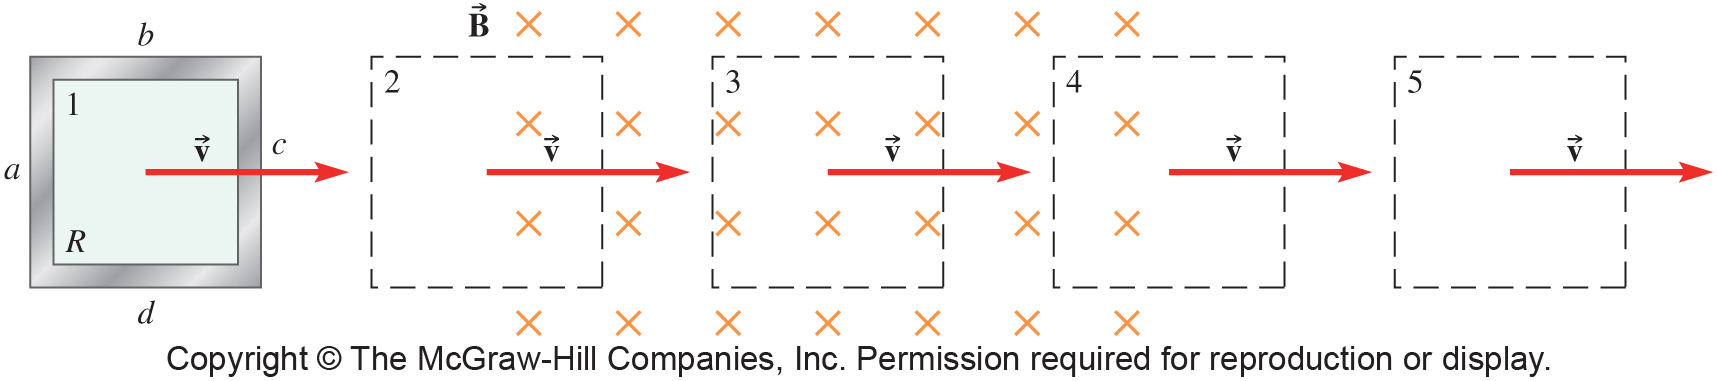 b
B
1
2
3
4
5
v
v
v
v
v
c
a
R
d
Copyright © The McGraw-Hill Companies, Inc. Permission required for reproduction or display.